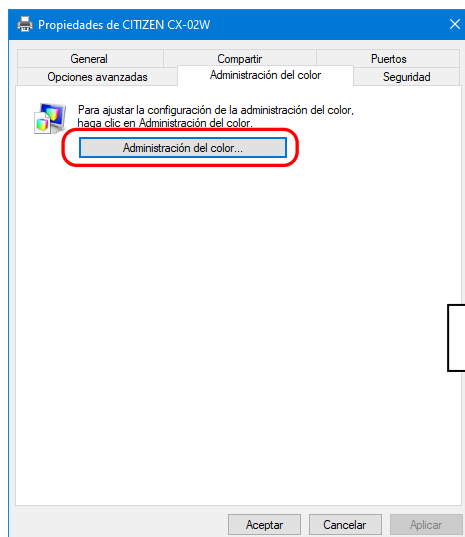 Propiedades de CITIZEN CX-02W
General Compartir Puertos
Opciones avanzadas Administración del color Seguridad
Para ajustar la configuración de la administración del color,
haga clic en Administración del color.
Administración del color...
Aceptar Cancelar Aplicar